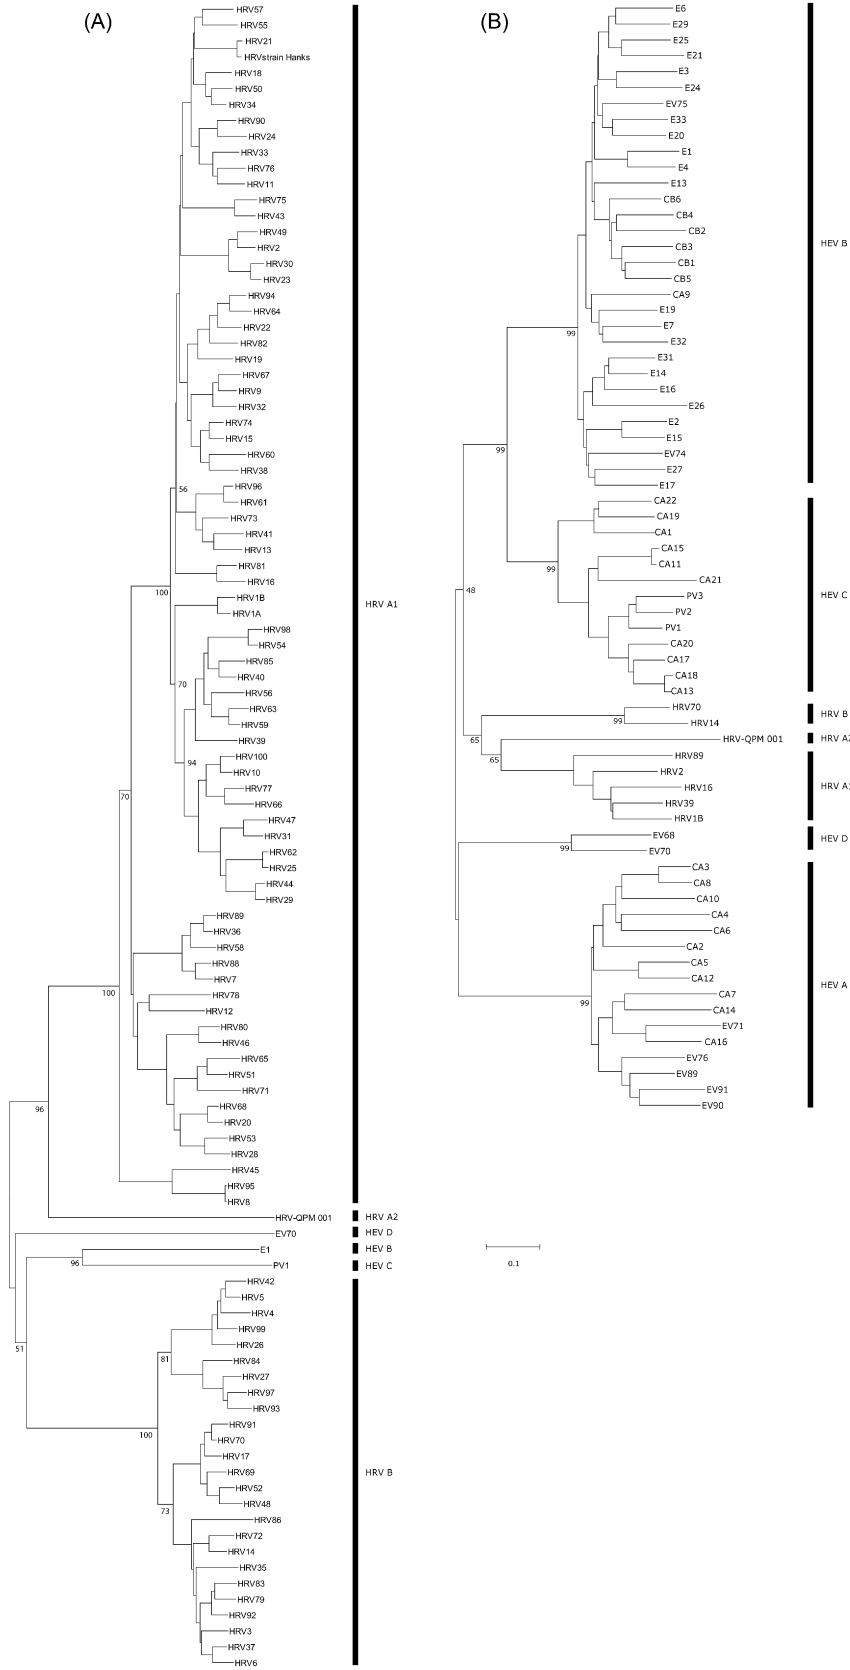 (A)
HRV57
HRV55
HRV21
HRVstrain Hanks
HRV18
HRV50
HRV34
HRV90
HRV24
HRV33
HRV76
HRV11
HRV75
HRV43
HRV49
HRV2
HRV30
HRV23
HRV94
HRV64
HRV22
HRV82
HRV19
HRV67
HRV9
HRV32
HRV74
HRV15
HRV60
HRV38
56
HRV96
HRV61
HRV73
HRV41
HRV13
HRV81
HRV16
100
HRV1B
HRV A1
HRV1A
HRV98
HRV54
HRV85
HRV40
70
HRV56
HRV63
HRV59
HRV39
HRV100
94
HRV10
HRV77
70
HRV66
HRV47
HRV31
HRV62
HRV25
HRV44
HRV29
HRV89
HRV36
HRV58
HRV88
HRV7
100
HRV78
HRV12
HRV80
HRV46
HRV65
HRV51
HRV71
96
HRV68
HRV20
HRV53
HRV28
HRV45
HRV95
HRV8
HRV-QPM 001
HRV A2
EV70
HEV D
E1
HEV B
96
PV1
HEV C
HRV42
HRV5
HRV4
HRV99
51
HRV26
81
HRV84
HRV27
HRV97
HRV93
HRV91
100
HRV70
HRV17
HRV69
HRV B
HRV52
HRV48
73
HRV86
HRV72
HRV14
HRV35
HRV83
HRV79
HRV92
HRV3
HRV37
HRV6
(B)
E6
E29
E25
E21
E3
E24
EV75
E33
E20
E1
E4
E13
CB6
CB4
CB2
HEV B
CB3
CB1
CB5
CA9
E19
E7
99
E32
E31
E14
E16
E26
E2
E15
99
EV74
E27
E17
CA22
CA19
CA1
CA15
CA11
99
CA21
48
HEV C
PV3
PV2
PV1
CA20
CA17
CA18
CA13
HRV70
HRV B
99
HRV14
65
HRV-QPM 001
HRV A2
HRV89
65
HRV2
HRV16
HRV A1
HRV39
HRV1B
EV68
HEV D
99
EV70
CA3
CA8
CA10
CA4
CA6
CA2
CA5
CA12
HEV A
CA7
99
CA14
EV71
CA16
EV76
EV89
EV91
EV90
0.1